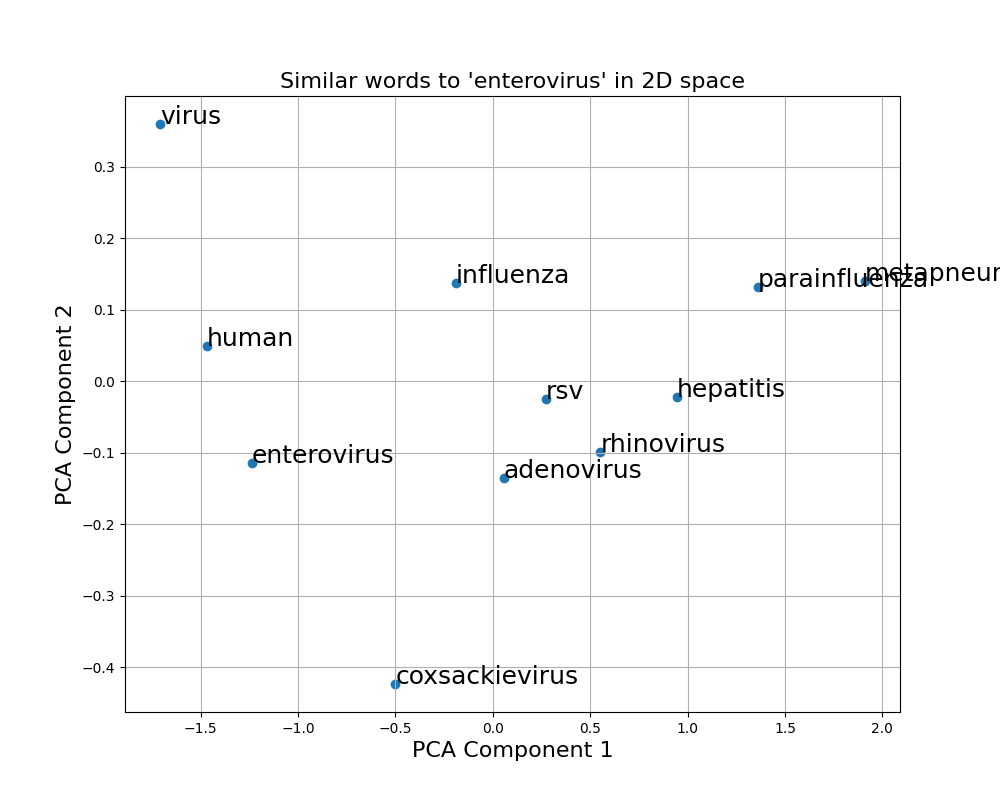 Similar words to 'enterovirus' in 2D space
virus
influenza
parainfluenza
metapneur
human
rsv
hepatitis
enterovirus
rhinovirus
adenovirus
coxsackievirus
0.3
0.2
0.1
0.0
−0.1
−0.2
−0.3
−0.4
PCA Component 2
−1.5 −1.0 −0.5 0.0 0.5 1.0 1.5 2.0
PCA Component 1